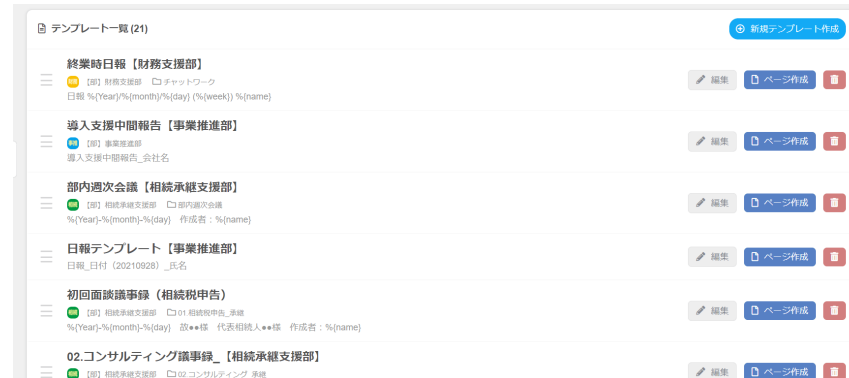 テンプレート一覧 (21)
新規テンプレート作成
終業時日報【財務支援部】
【部】財務支援部 チャットワーク
日報 %{Year}/%{month}/%{day} (%{week}) %{name}
編集 ページ作成
導入支援中間報告【事業推進部】
【部】事業推進部
導入支援中間報告_会社名
編集 ページ作成
部内週次会議【相続承継支援部】
【部】相続承継支援部 部内週次会議
%{Year}-%{month}-%{day} 作成者：%{name}
編集 ページ作成
日報テンプレート【事業推進部】
日報_日付（20210928）_氏名
編集 ページ作成
初回面談議事録（相続税申告）
【部】相続承継支援部 01.相続税申告_承継
%{Year}-%{month}-%{day} 故●●様 代表相続人●●様 作成者：%{name}
編集 ページ作成
02.コンサルティング議事録_【相続承継支援部】
【部】相続承継支援部 02.コンサルティング_承継
編集 ページ作成